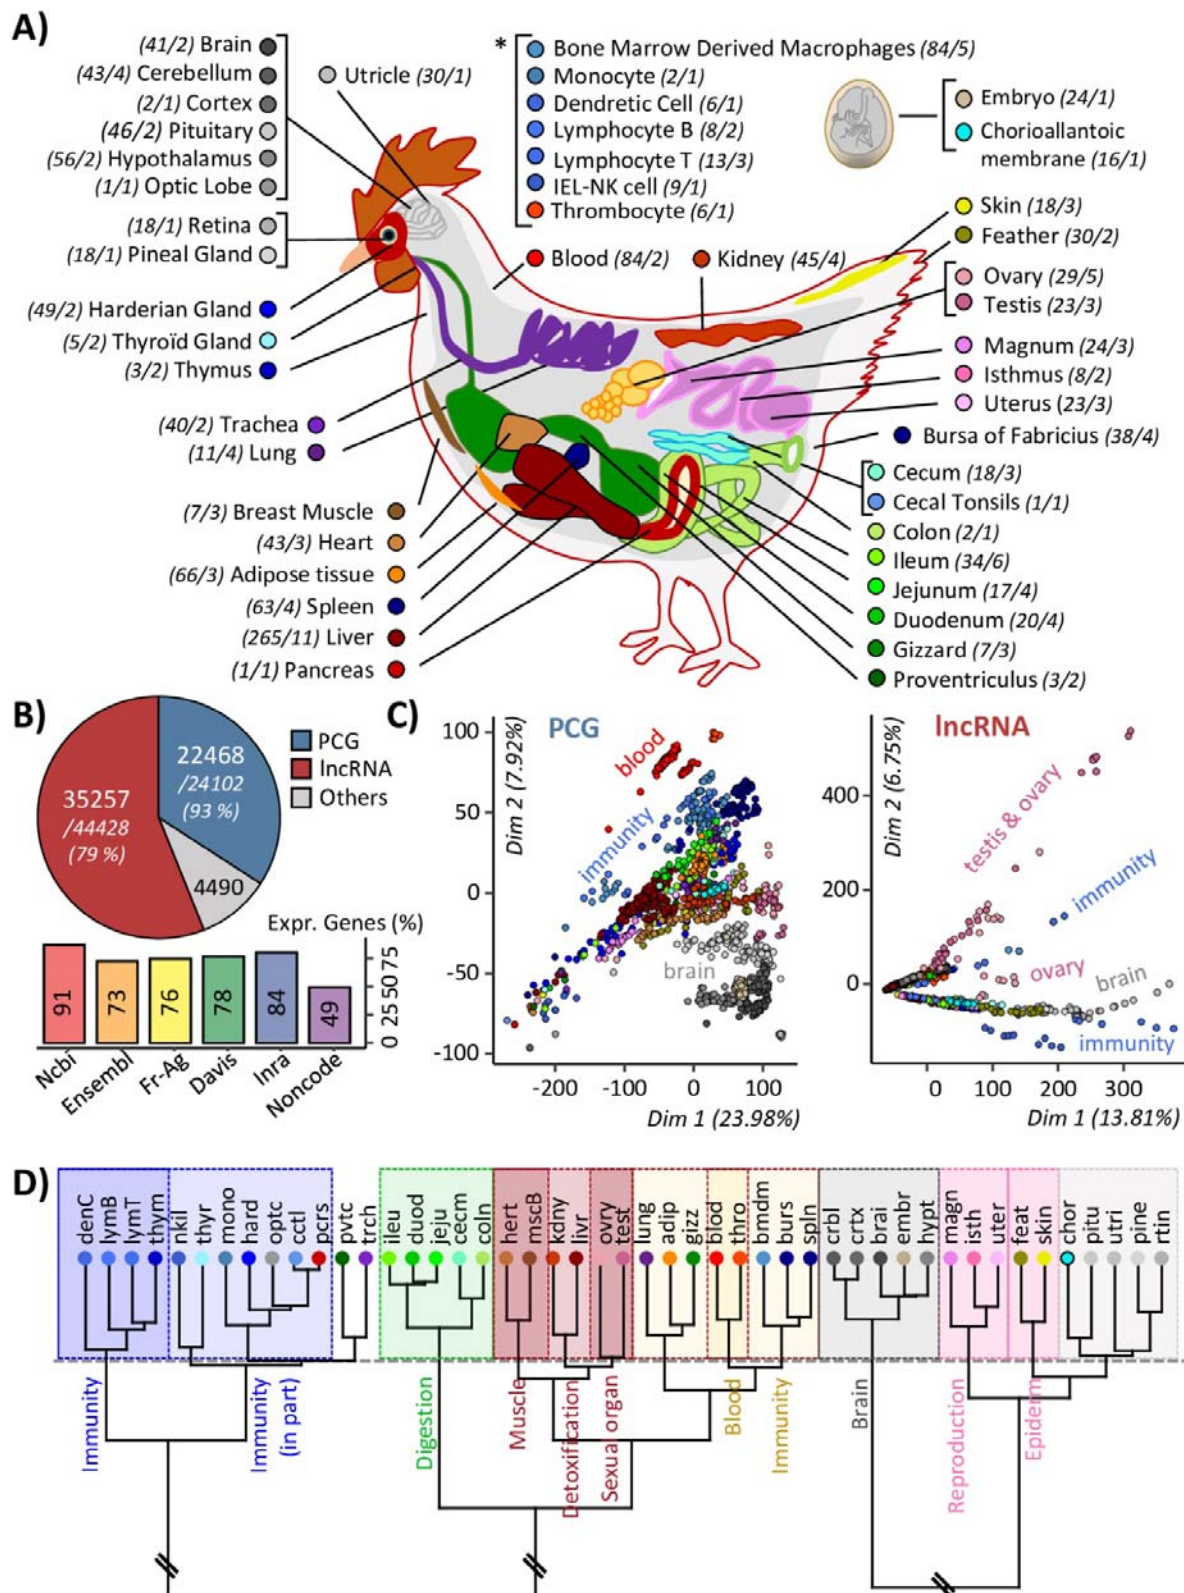 A)
(41/2) Brain
(43/4) Cerebellum
(2/1) Cortex
(46/2) Pituitary
(56/2) Hypothalamus
(1/1) Optic Lobe
(18/1) Retina
(18/1) Pineal Gland
(49/2) Harderian Gland
(5/2) Thyroïd Gland
(3/2) Thymus
(40/2) Trachea
(11/4) Lung
(7/3) Breast Muscle
(43/3) Heart
(66/3) Adipose tissue
(63/4) Spleen
(265/11) Liver
(1/1) Pancreas
Utricle (30/1)
*
Bone Marrow Derived Macrophages (84/5)
Monocyte (2/1)
Dendretic Cell (6/1)
Lymphocyte B (8/2)
Lymphocyte T (13/3)
IEL-NK cell (9/1)
Thrombocyte (6/1)
Blood (84/2)
Kidney (45/4)
Embryo (24/1)
Chorioallantoic
membrane (16/1)
Skin (18/3)
Feather (30/2)
Ovary (29/5)
Testis (23/3)
Magnum (24/3)
Isthmus (8/2)
Uterus (23/3)
Bursa of Fabricius (38/4)
Cecum (18/3)
Cecal Tonsils (1/1)
Colon (2/1)
Ileum (34/6)
Jejunum (17/4)
Duodenum (20/4)
Gizzard (7/3)
Proventriculus (3/2)
B)
22468
/24102
(93 %)
35257
/44428
(79 %)
4490
PCG
lncRNA
Others
Expr. Genes (%)
0 25 50 75
91
73
76
78
84
49
Ncbi
Ensembl
Fr-Ag
Davis
Inra
Noncode
C)
PCG
Dim 2 (7.92%)
100
50
0
-50
-100
blood
immunity
brain
-200 -100 0 100
Dim 1 (23.98%)
lncRNA
Dim 2 (6.75%)
400
200
0
testis & ovary
immunity
ovary
brain
immunity
0 100 200 300
Dim 1 (13.81%)
D)
denC
lymB
lymT
thym
nkil
thyr
mono
hard
optc
cctl
pcrs
pvtc
trch
ileu
duod
jeju
cecm
coln
hert
mscB
kdny
livr
ovry
test
lung
adip
gizz
blod
thro
bmdm
burs
spln
crbl
crtx
brai
embr
hypt
magn
isth
uter
feat
skin
chor
pitu
utri
pine
rtin
Immunity
Immunity
(in part)
Digestion
Muscle
Detoxification
Sexual organ
Blood
Immunity
Brain
Reproduction
Epiderm